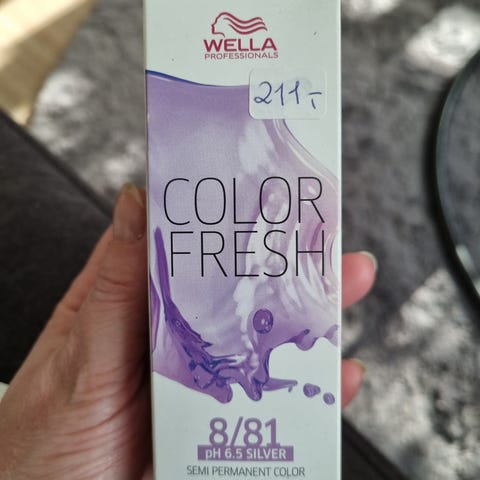 WELLA
PROFESSIONALS
211,-
COLOR
FRESH
8/81
pH 6.5 SILVER
SEMI PERMANENT COLOR